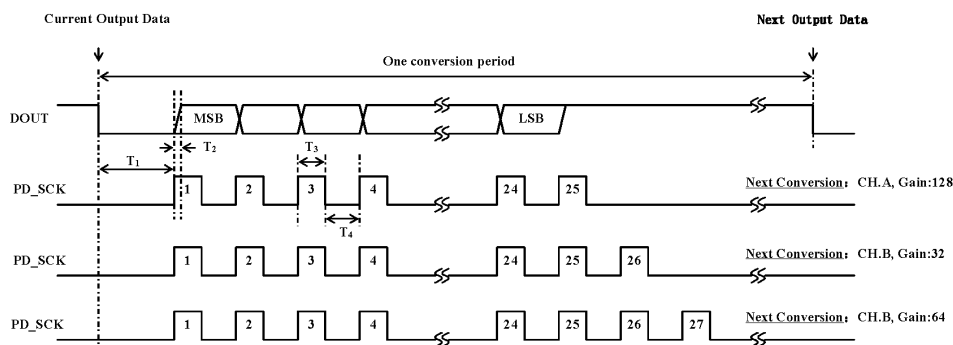 Current Output Data
Next Output Data
One conversion period
DOUT
MSB
LSB
T1
T2
T3
PD_SCK
1
2
3
4
24
25
Next Conversion: CH.A, Gain:128
T4
PD_SCK
1
2
3
4
24
25
26
Next Conversion: CH.B, Gain:32
PD_SCK
1
2
3
4
24
25
26
27
Next Conversion: CH.B, Gain:64